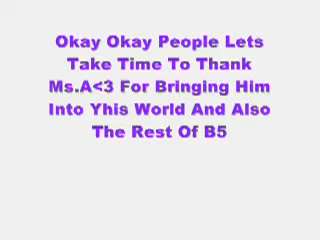 Okay Okay People Lets
Take Time To Thank
Ms.A<3 For Bringing Him
Into Yhis World And Also
The Rest Of B5